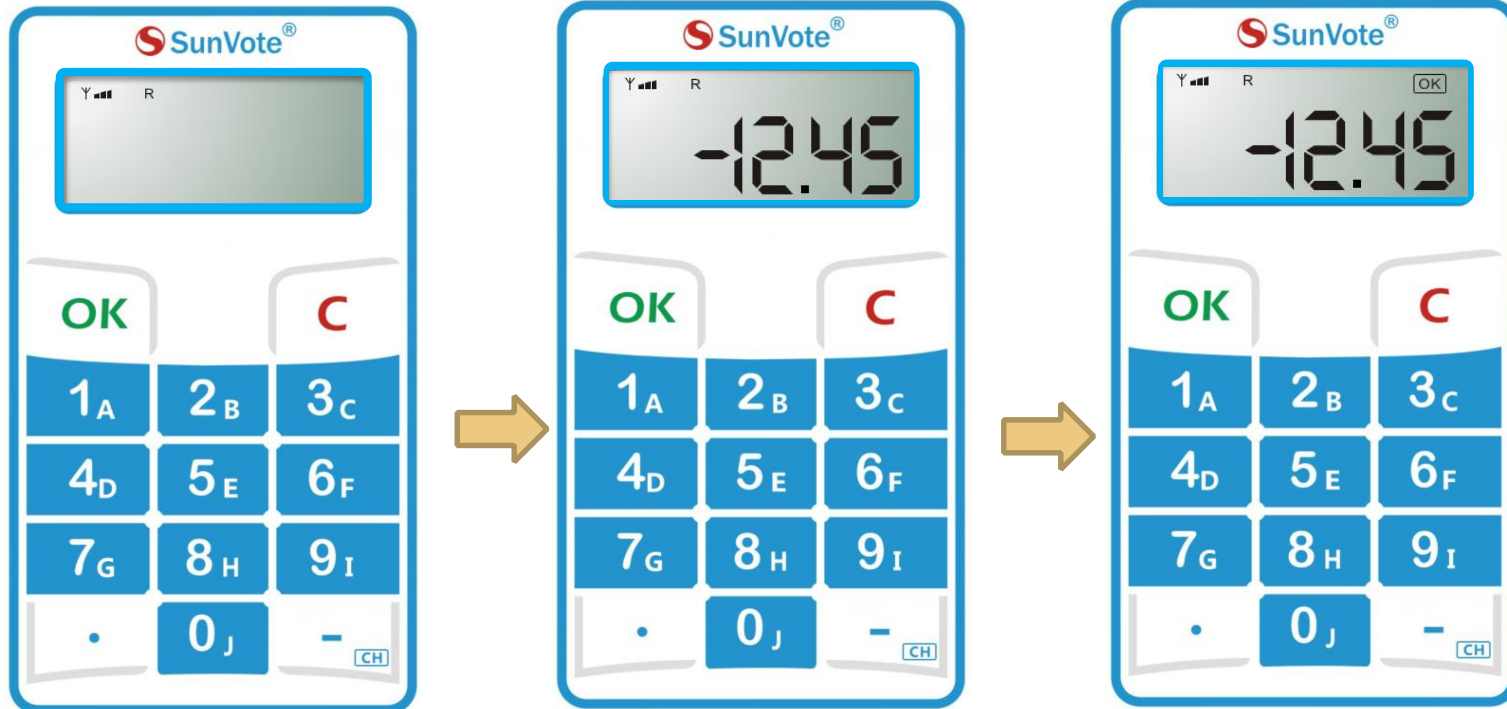 SunVote®
R
OK C
1A 2B 3C
4D 5E 6F
7G 8H 9I
. 0J -
CH
SunVote®
R
-12.45
OK C
1A 2B 3C
4D 5E 6F
7G 8H 9I
. 0J -
CH
SunVote®
R OK
-12.45
OK C
1A 2B 3C
4D 5E 6F
7G 8H 9I
. 0J -
CH